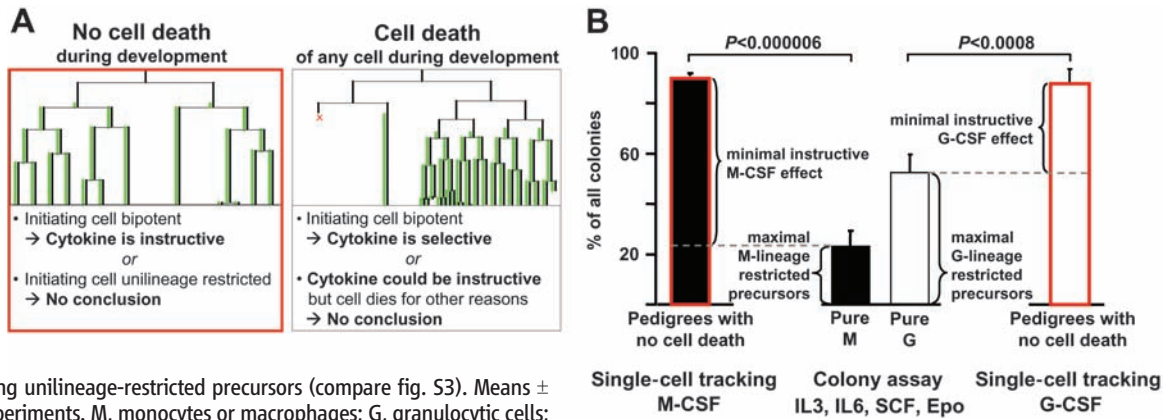 A
No cell death
during development
Cell death
of any cell during development
x
• Initiating cell bipotent
→ Cytokine is instructive
or
• Initiating cell unilineage restricted
→ No conclusion
• Initiating cell bipotent
→ Cytokine is selective
or
• Cytokine could be instructive
but cell dies for other reasons
→ No conclusion
B
P<0.000006
P<0.0008
% of all colonies
100
60
20
minimal instructive
M-CSF effect
minimal instructive
G-CSF effect
maximal
M-lineage
restricted
precursors
maximal
G-lineage
restricted
precursors
Pedigrees with
no cell death
Pure
M
Pure
G
Pedigrees with
no cell death
Single-cell tracking
M-CSF
Colony assay
IL3, IL6, SCF, Epo
Single-cell tracking
G-CSF
ng unilineage-restricted precursors (compare fig. S3). Means ±
periments. M, monocytes or macrophages; G, granulocytic cells;